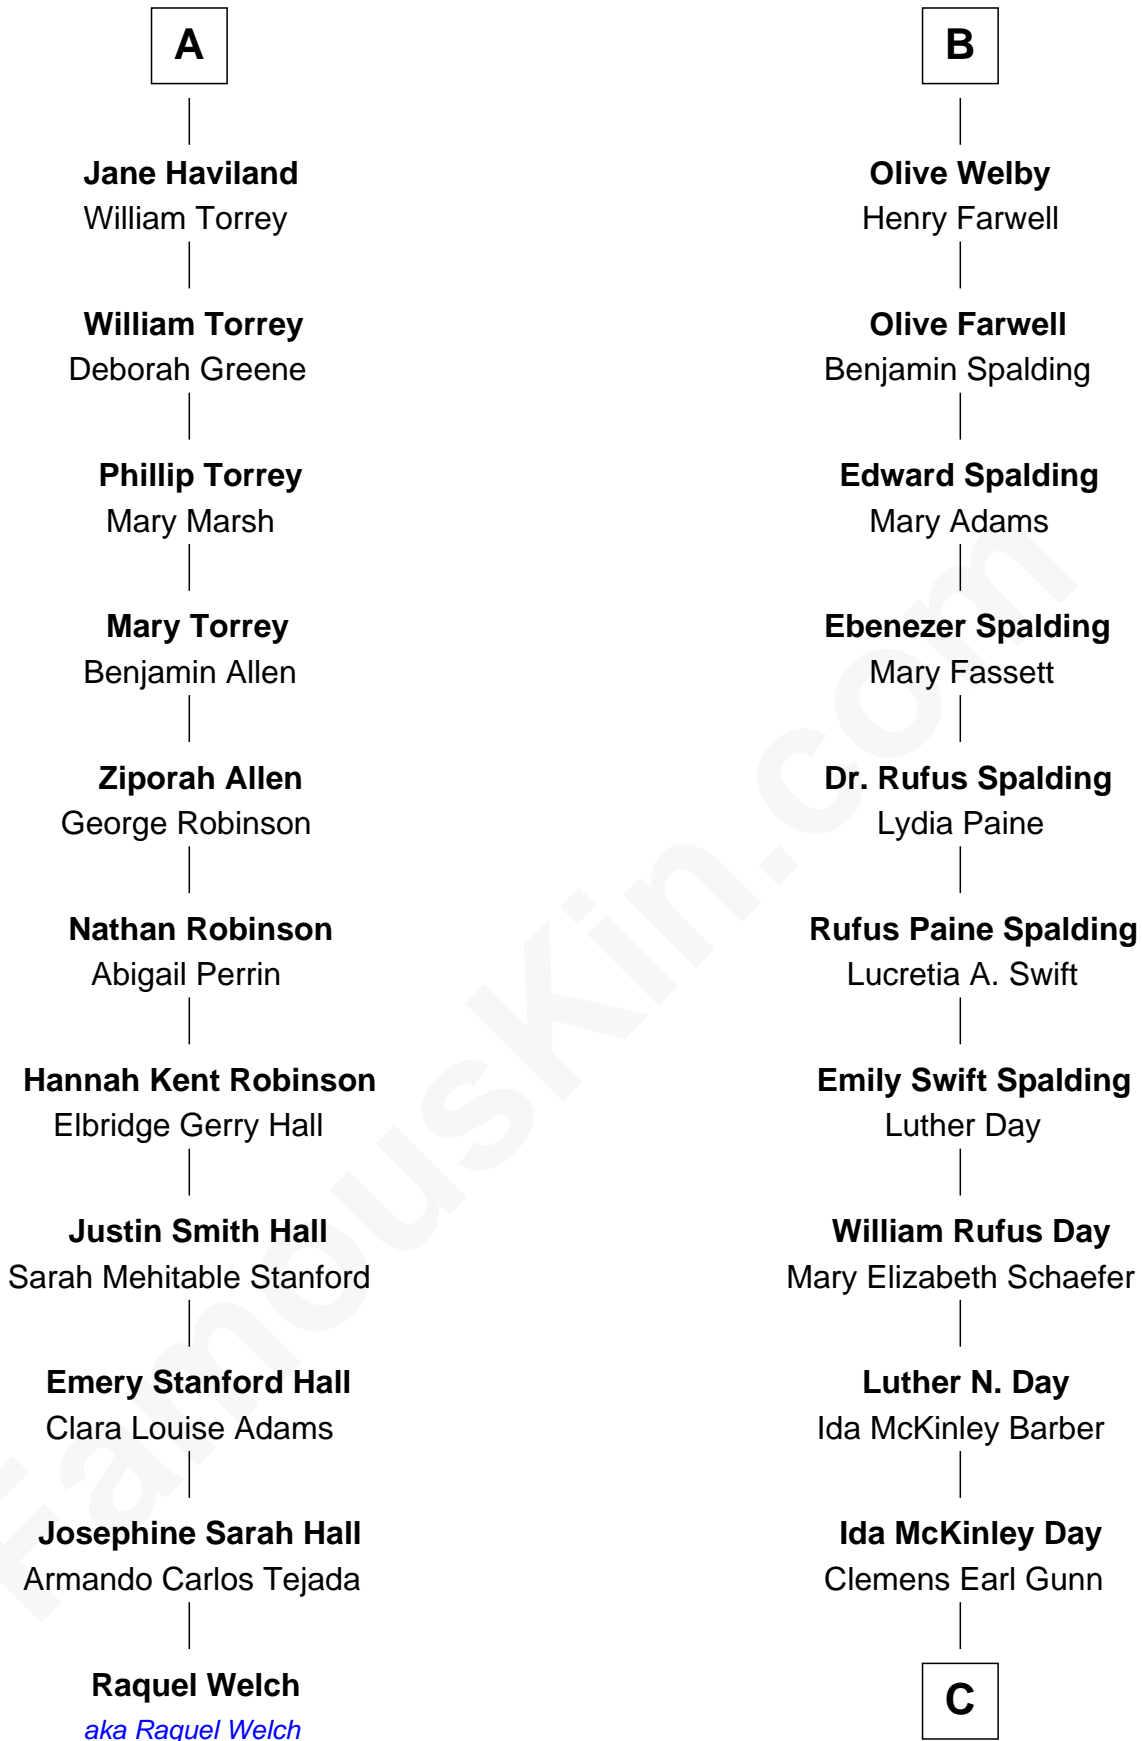 A
Jane Haviland
William Torrey
William Torrey
Deborah Greene
Phillip Torrey
Mary Marsh
Mary Torrey
Benjamin Allen
Ziporah Allen
George Robinson
Nathan Robinson
Abigail Perrin
Hannah Kent Robinson
Elbridge Gerry Hall
Justin Smith Hall
Sarah Mehitable Stanford
Emery Stanford Hall
Clara Louise Adams
Josephine Sarah Hall
Armando Carlos Tejada
Raquel Welch
aka Raquel Welch
B
Olive Welby
Henry Farwell
Olive Farwell
Benjamin Spalding
Edward Spalding
Mary Adams
Ebenezer Spalding
Mary Fassett
Dr. Rufus Spalding
Lydia Paine
Rufus Paine Spalding
Lucretia A. Swift
Emily Swift Spalding
Luther Day
William Rufus Day
Mary Elizabeth Schaefer
Luther N. Day
Ida McKinley Barber
Ida McKinley Day
Clemens Earl Gunn
C
FamousKin.com